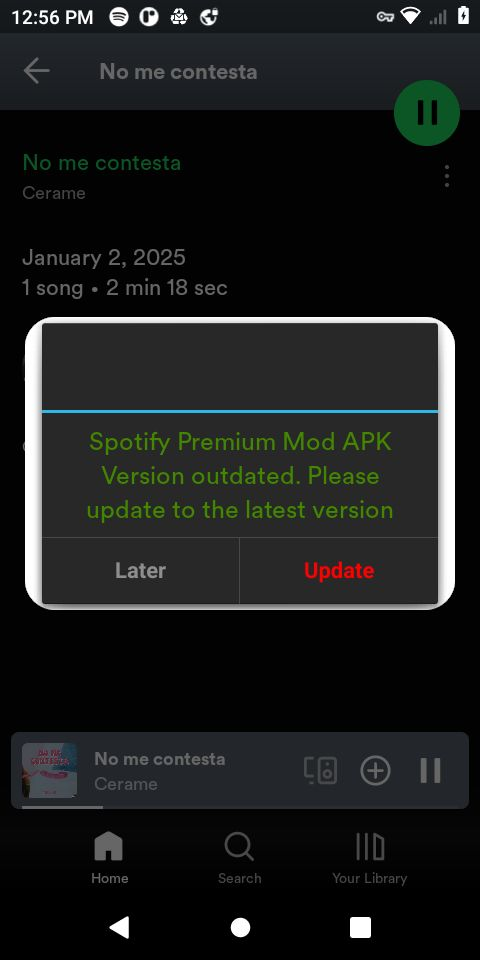 12:56 PM
No me contesta
No me contesta
Cerame
January 2, 2025
1 song • 2 min 18 sec
Spotify Premium Mod APK
Version outdated. Please
update to the latest version
Later
Update
No me contesta
Cerame
Home
Search
Your Library